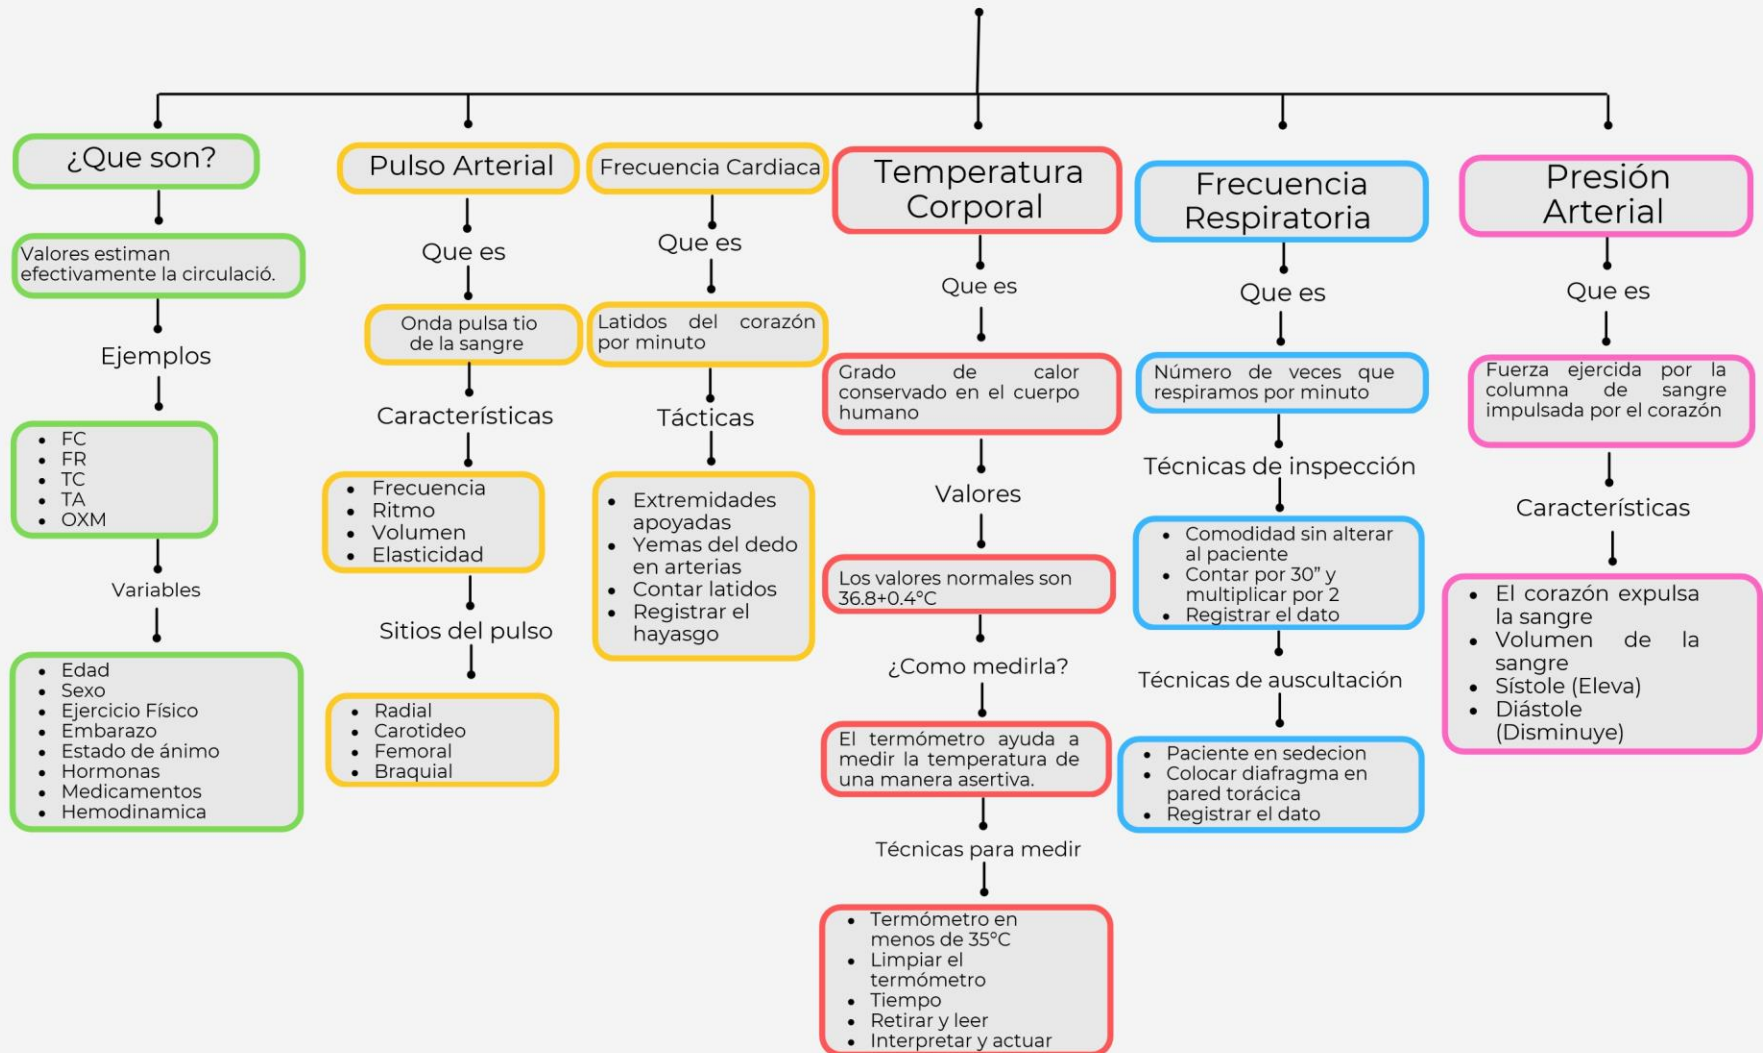 ¿Que son?
Valores estiman
efectivamente la circulació.
Ejemplos
FC
FR
TC
TA
OXM
Variables
Edad
Sexo
Ejercicio Físico
Embarazo
Estado de ánimo
Hormonas
Medicamentos
Hemodinamica
Pulso Arterial
Que es
Onda pulsa tio
de la sangre
Características
Frecuencia
Ritmo
Volumen
Elasticidad
Sitios del pulso
Radial
Carotideo
Femoral
Braquial
Frecuencia Cardiaca
Que es
Latidos del corazón
por minuto
Tácticas
Extremidades
apoyadas
Yemas del dedo
en arterias
Contar latidos
Registrar el
hayasgo
Temperatura
Corporal
Que es
Grado de calor
conservado en el cuerpo
humano
Valores
Los valores normales son
36.8+0.4°C
¿Como medirla?
El termómetro ayuda a
medir la temperatura de
una manera asertiva.
Técnicas para medir
Termómetro en
menos de 35°C
Limpiar el
termómetro
Tiempo
Retirar y leer
Interpretar y actuar
Frecuencia
Respiratoria
Que es
Número de veces que
respiramos por minuto
Técnicas de inspección
Comodidad sin alterar
al paciente
Contar por 30” y
multiplicar por 2
Registrar el dato
Técnicas de auscultación
Paciente en sedecion
Colocar diafragma en
pared torácica
Registrar el dato
Presión
Arterial
Que es
Fuerza ejercida por la
columna de sangre
impulsada por el corazón
Características
El corazón expulsa
la sangre
Volumen de la
sangre
Sístole (Eleva)
Diástole
(Disminuye)